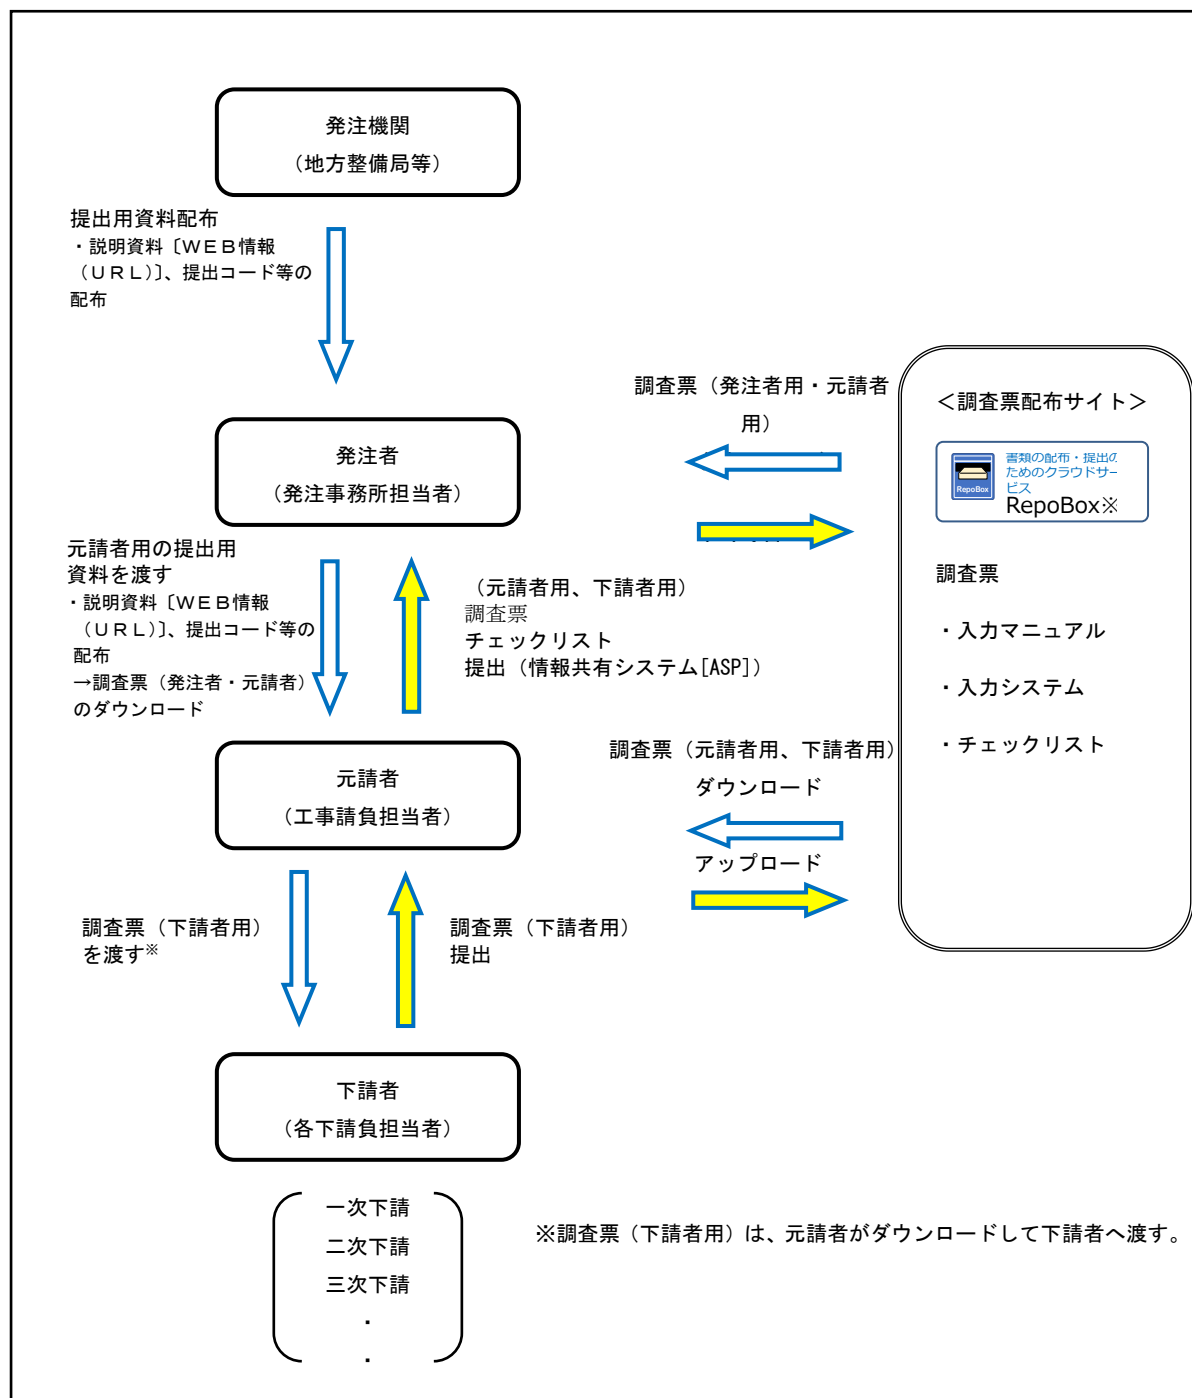 発注機関
（地方整備局等）
提出用資料配布
・説明資料〔ＷＥＢ情報
（ＵＲＬ）〕、提出コード等の
配布
発注者
（発注事務所担当者）
調査票（発注者用・元請者
用）
＜調査票配布サイト＞
書類の配布・提出の
ためのクラウドサー
ビス
RepoBox
RepoBox※
調査票
・入力マニュアル
・入力システム
・チェックリスト
元請者用の提出用
資料を渡す
・説明資料〔ＷＥＢ情報
（ＵＲＬ）〕、提出コード等の
配布
→調査票（発注者・元請者）
のダウンロード
（元請者用、下請者用）
調査票
チェックリスト
提出（情報共有システム[ASP]）
元請者
（工事請負担当者）
調査票（元請者用、下請者用）
ダウンロード
アップロード
調査票（下請者用）
を渡す※
調査票（下請者用）
提出
下請者
（各下請負担当者）
一次下請
二次下請
三次下請
・
・
※調査票（下請者用）は、元請者がダウンロードして下請者へ渡す。